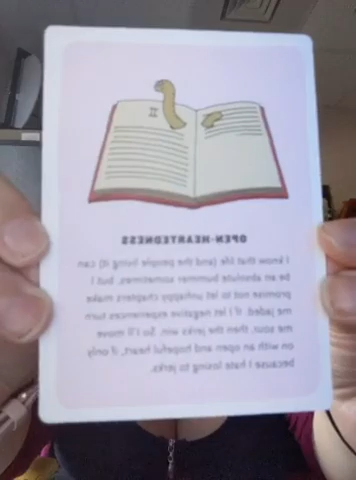 OPEN-HEARTEDNESS
I know that life (and the people living it) can
be an absolute bummer sometimes, but I
promise not to let unhappy chapters make
me jaded. If I let negative experiences turn
me sour, then the jerks win. So I'll move
on with an open and hopeful heart, if only
because I hate losing to jerks.